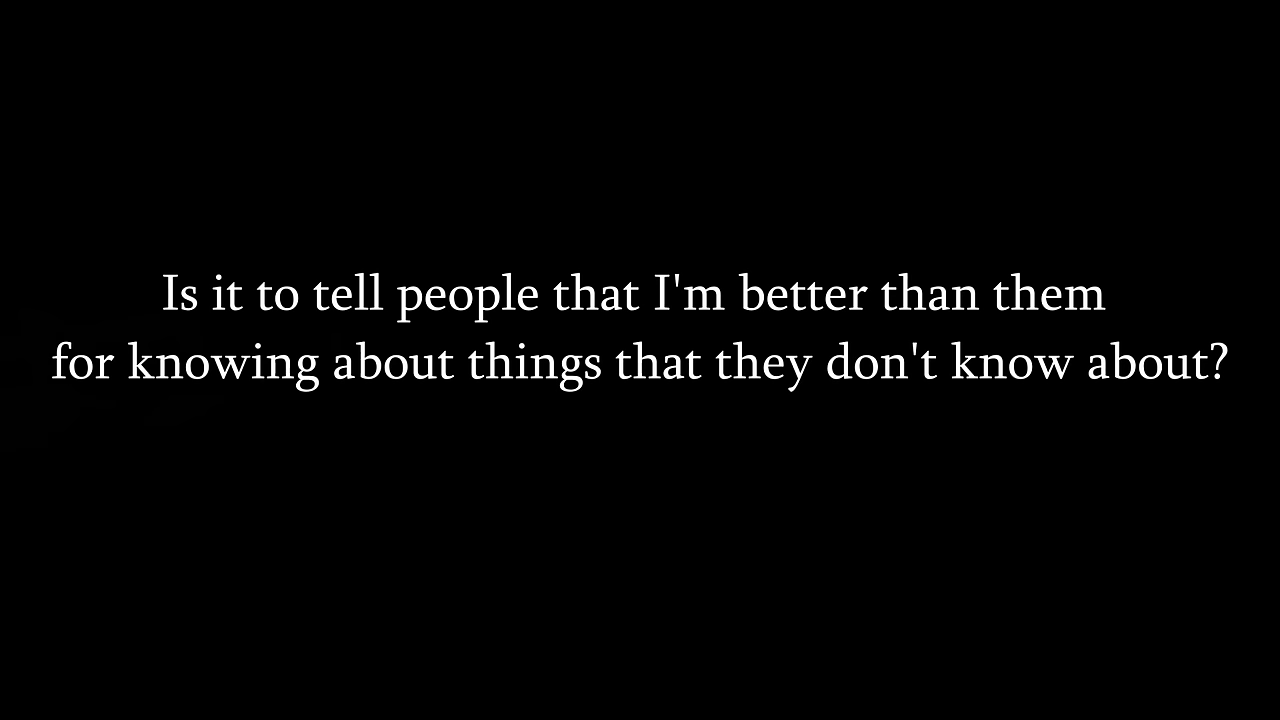 Is it to tell people that I'm better than them
for knowing about things that they don't know about?